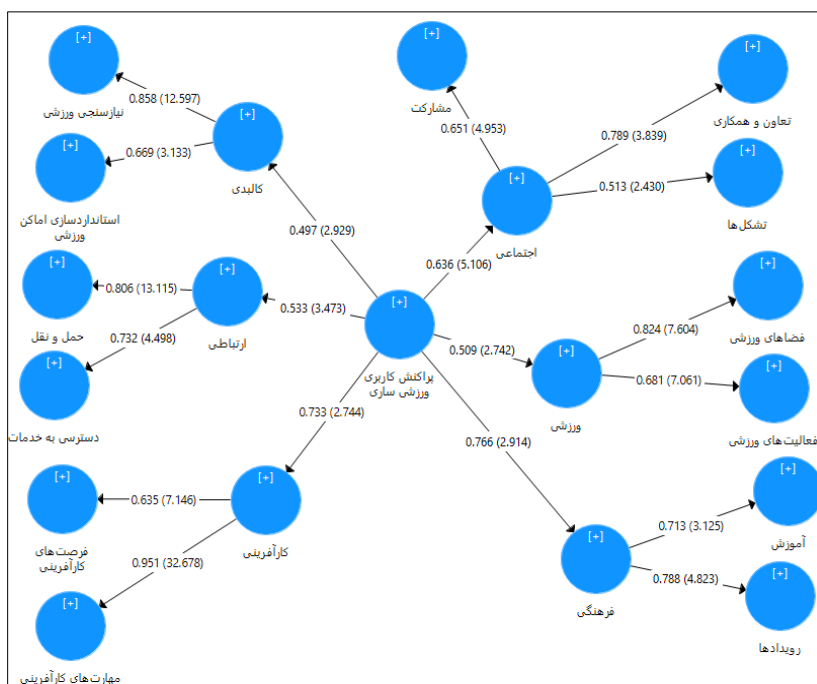 [+]
مشارکت
[+]
تعاون و همکاری
[+]
نیازسنجی ورزشی
0.858 (12.597)
0.651 (4.953)
0.789 (3.839)
[+]
کالبدی
0.669 (3.133)
[+]
استانداردسازی اماکن
ورزشی
[+]
اجتماعی
0.513 (2.430)
[+]
تشکل‌ها
0.497 (2.929)
0.636 (5.106)
[+]
حمل و نقل
0.806 (13.115)
[+]
ارتباطی
0.533 (3.473)
[+]
پراکنش کاربری
ورزشی ساری
0.732 (4.498)
[+]
دسترسی به خدمات
0.509 (2.742)
[+]
ورزشی
0.824 (7.604)
[+]
فضاهای ورزشی
0.681 (7.061)
[+]
فعالیت‌های ورزشی
0.733 (2.744)
0.766 (2.914)
[+]
کارآفرینی
0.635 (7.146)
[+]
فرصت‌های
کارآفرینی
0.951 (32.678)
[+]
مهارت‌های کارآفرینی
[+]
فرهنگی
0.713 (3.125)
[+]
آموزش
0.788 (4.823)
[+]
رویدادها